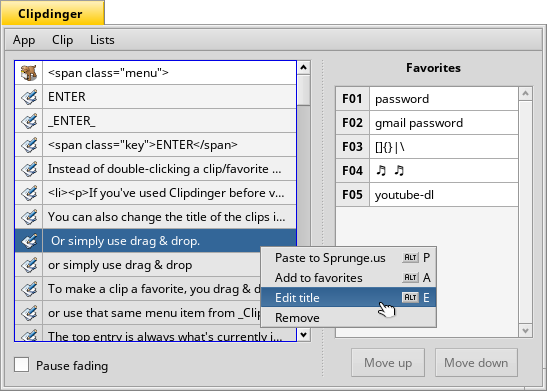 Clipdinger
App Clip Lists
<span class="menu">
ENTER
_ENTER_
<span class="key">ENTER</span>
Instead of double-clicking a clip/favorite ...
<li><p>If you've used Clipdinger before v...
You can also change the title of the clips i...
Or simply use drag & drop.
or simply use drag & drop
To make a clip a favorite, you drag & d
or use that same menu item from _Clip
The top entry is always what's currently i...
Pause fading
Favorites
F01 password
F02 gmail password
F03 []{}|\
F04 ♫ ♫
F05 youtube-dl
Paste to Sprunge.us ALT P
Add to favorites ALT A
Edit title ALT E
Remove
Move up Move down